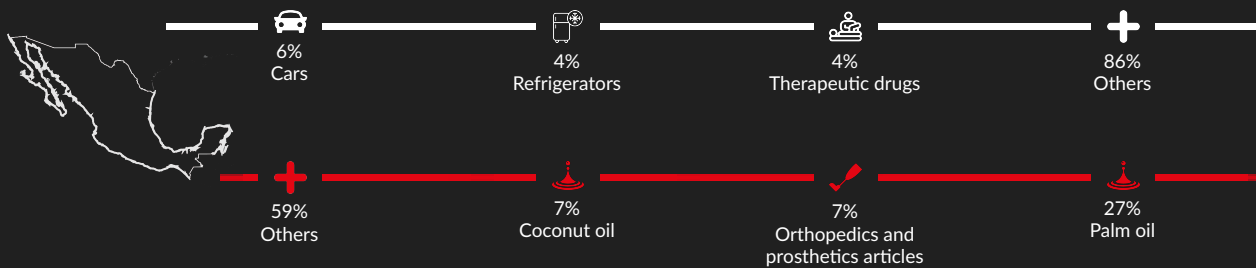 6%
Cars
4%
Refrigerators
4%
Therapeutic drugs
86%
Others
59%
Others
7%
Coconut oil
7%
Orthopedics and
prosthetics articles
27%
Palm oil